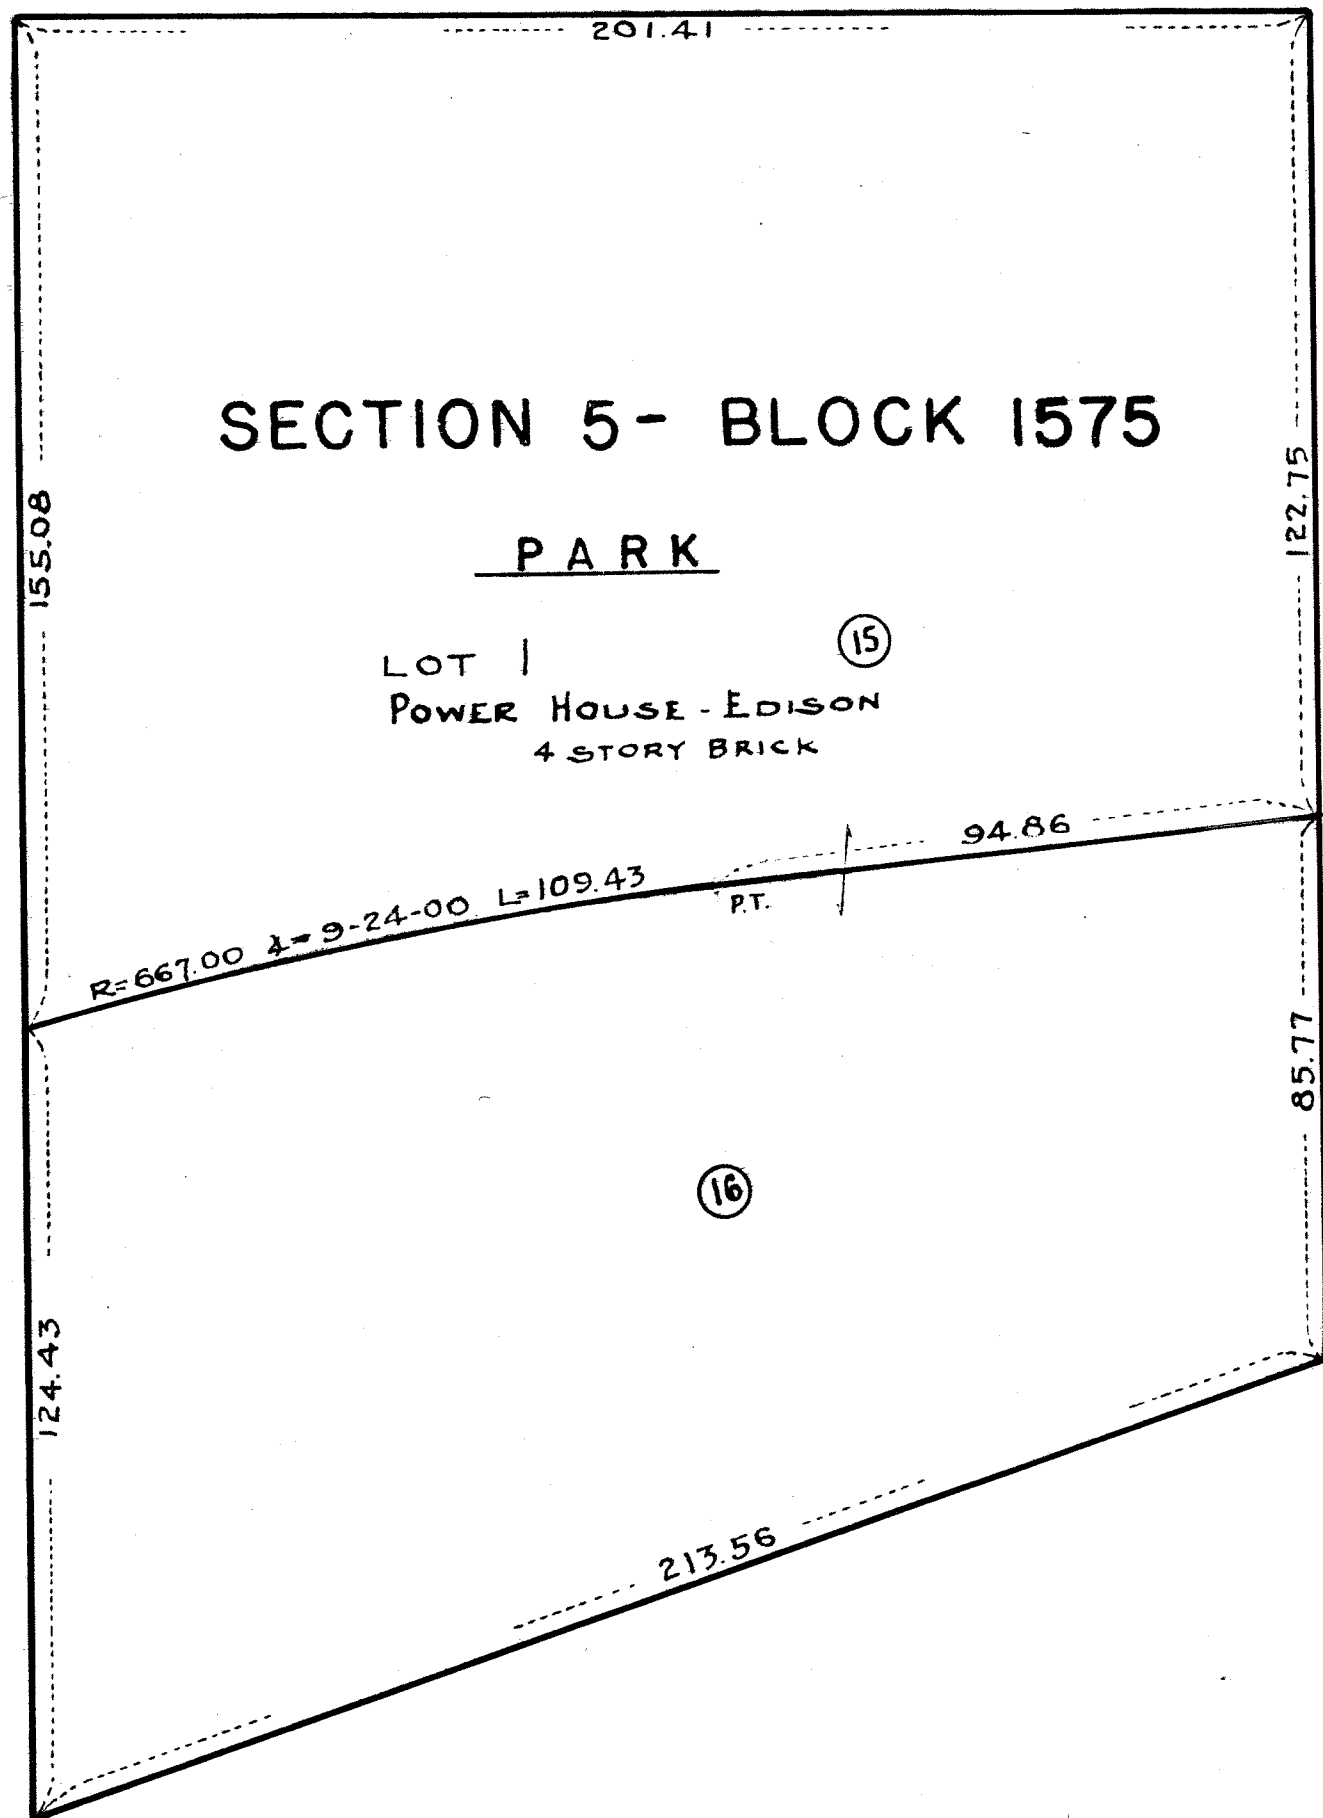 201.41
SECTION 5- BLOCK 1575
155.08
122.75
PARK
LOT 1
15
POWER HOUSE - EDISON
4 STORY BRICK
94.86
R=667.00 ∠=9-24-00 L=109.43
P.T.
85.77
16
124.43
213.56